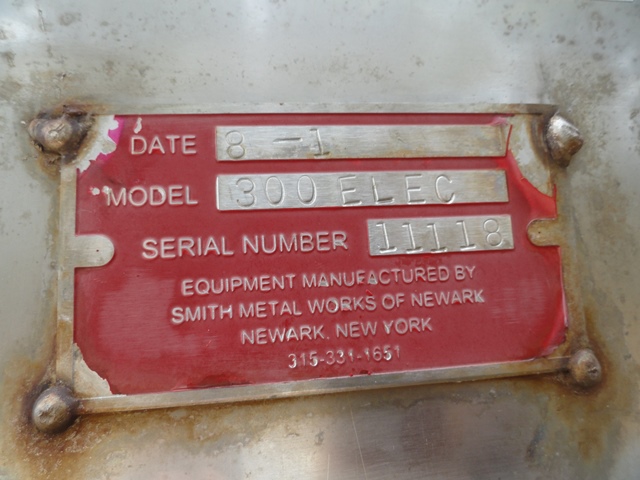 DATE 8-1
MODEL 300 ELEC
SERIAL NUMBER 11118
EQUIPMENT MANUFACTURED BY
SMITH METAL WORKS OF NEWARK
NEWARK, NEW YORK
315-331-1651